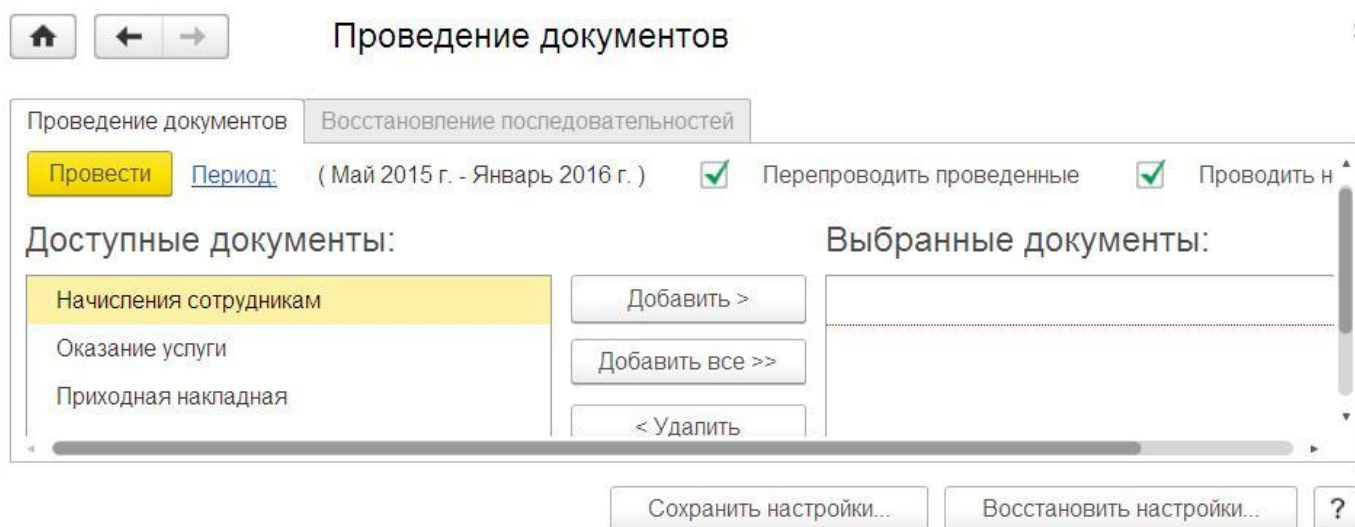 Проведение документов
Проведение документов Восстановление последовательностей
Провести Период: ( Май 2015 г. - Январь 2016 г. ) Перепроводить проведенные Проводить н
Доступные документы: Выбранные документы:
Начисления сотрудникам Добавить >
Оказание услуги Добавить все >>
Приходная накладная
< Удалить
Сохранить настройки... Восстановить настройки... ?